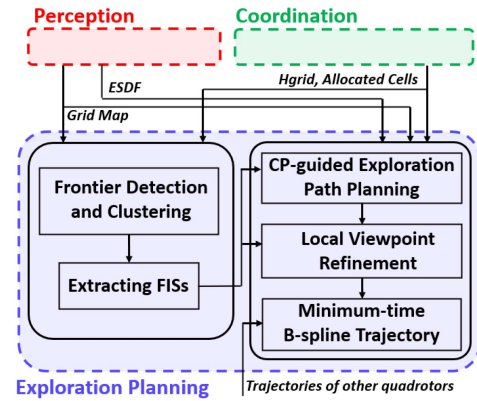 Perception
Coordination
ESDF
Hgrid, Allocated Cells
Grid Map
Frontier Detection
and Clustering
Extracting FISs
CP-guided Exploration
Path Planning
Local Viewpoint
Refinement
Minimum-time
B-spline Trajectory
Exploration Planning
Trajectories of other quadrotors